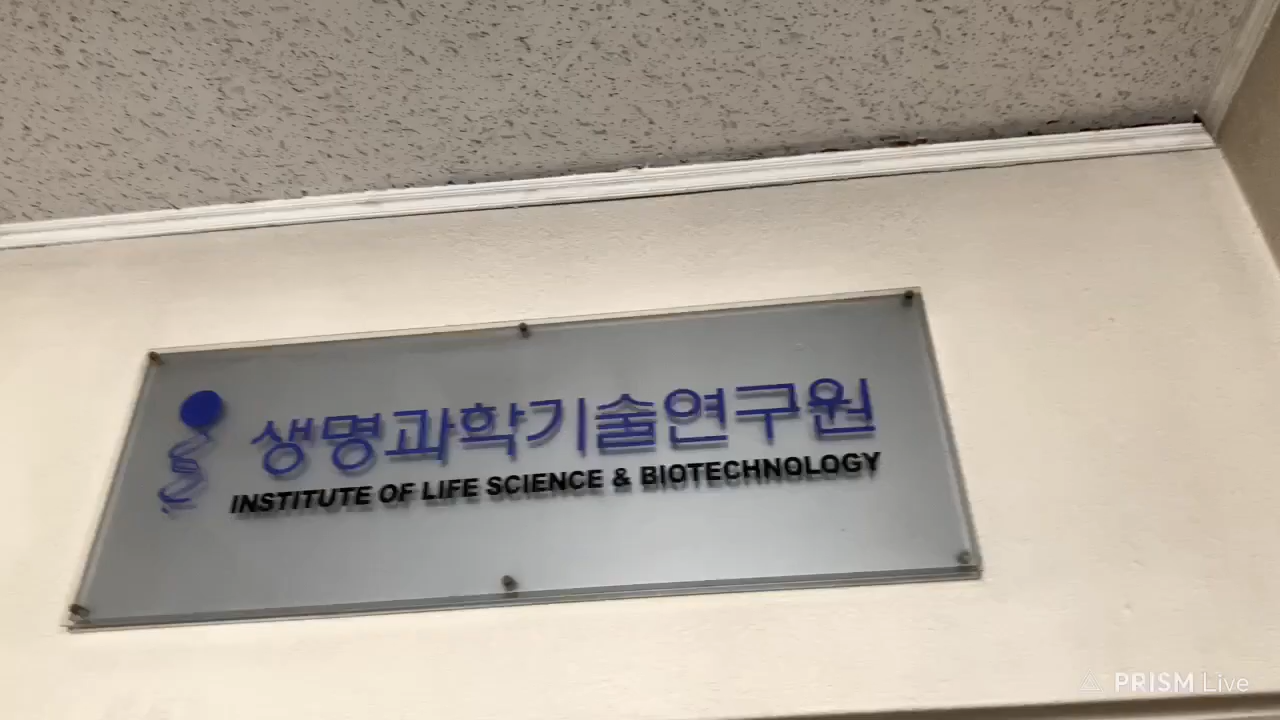 생명과학기술연구원
INSTITUTE OF LIFE SCIENCE & BIOTECHNOLOGY
PRISM Live